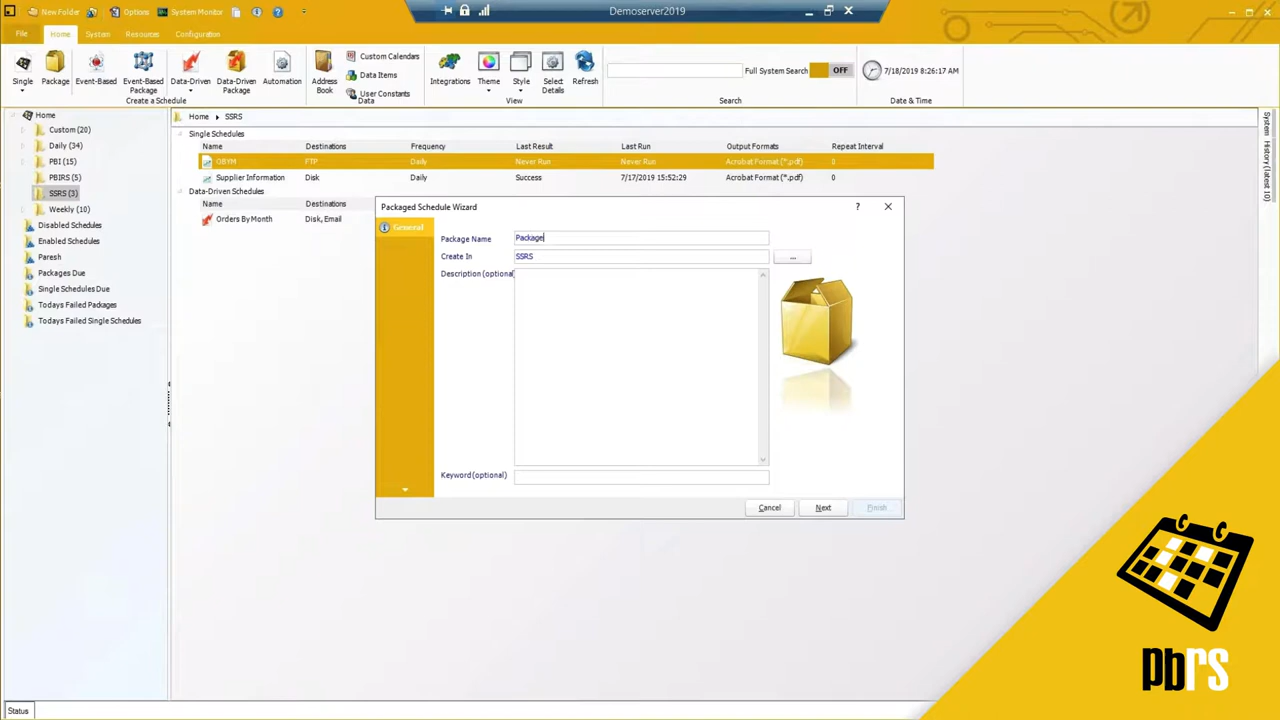 New Folder
Options
System Monitor
Demoserver2019
File
Home
System
Resources
Configuration
Single
Package
Event-Based
Event-Based Package
Data-Driven
Data-Driven Package
Automation
Create a Schedule
Address Book
Custom Calendars
Data Items
User Constants
Data
Integrations
Theme
Style
Select Details
Refresh
View
Full System Search
OFF
Search
7/18/2019 8:26:17 AM
Date & Time
Home
Custom (20)
Daily (34)
PBI (15)
PBIRS (5)
SSRS (3)
Weekly (10)
Disabled Schedules
Enabled Schedules
Paresh
Packages Due
Single Schedules Due
Todays Failed Packages
Todays Failed Single Schedules
Home SSRS
Single Schedules
Name Destinations Frequency Last Result Last Run Output Formats Repeat Interval
OBYM FTP Daily Never Run Never Run Acrobat Format (*.pdf) 0
Supplier Information Disk Daily Success 7/17/2019 15:52:29 Acrobat Format (*.pdf) 0
Data-Driven Schedules
Name Destinations
Orders By Month Disk, Email
Packaged Schedule Wizard
?
General
Package Name Package
Create In SSRS
...
Description (optional
Keyword (optional)
Cancel
Next
Finish
System History (latest 10)
pbrs
Status